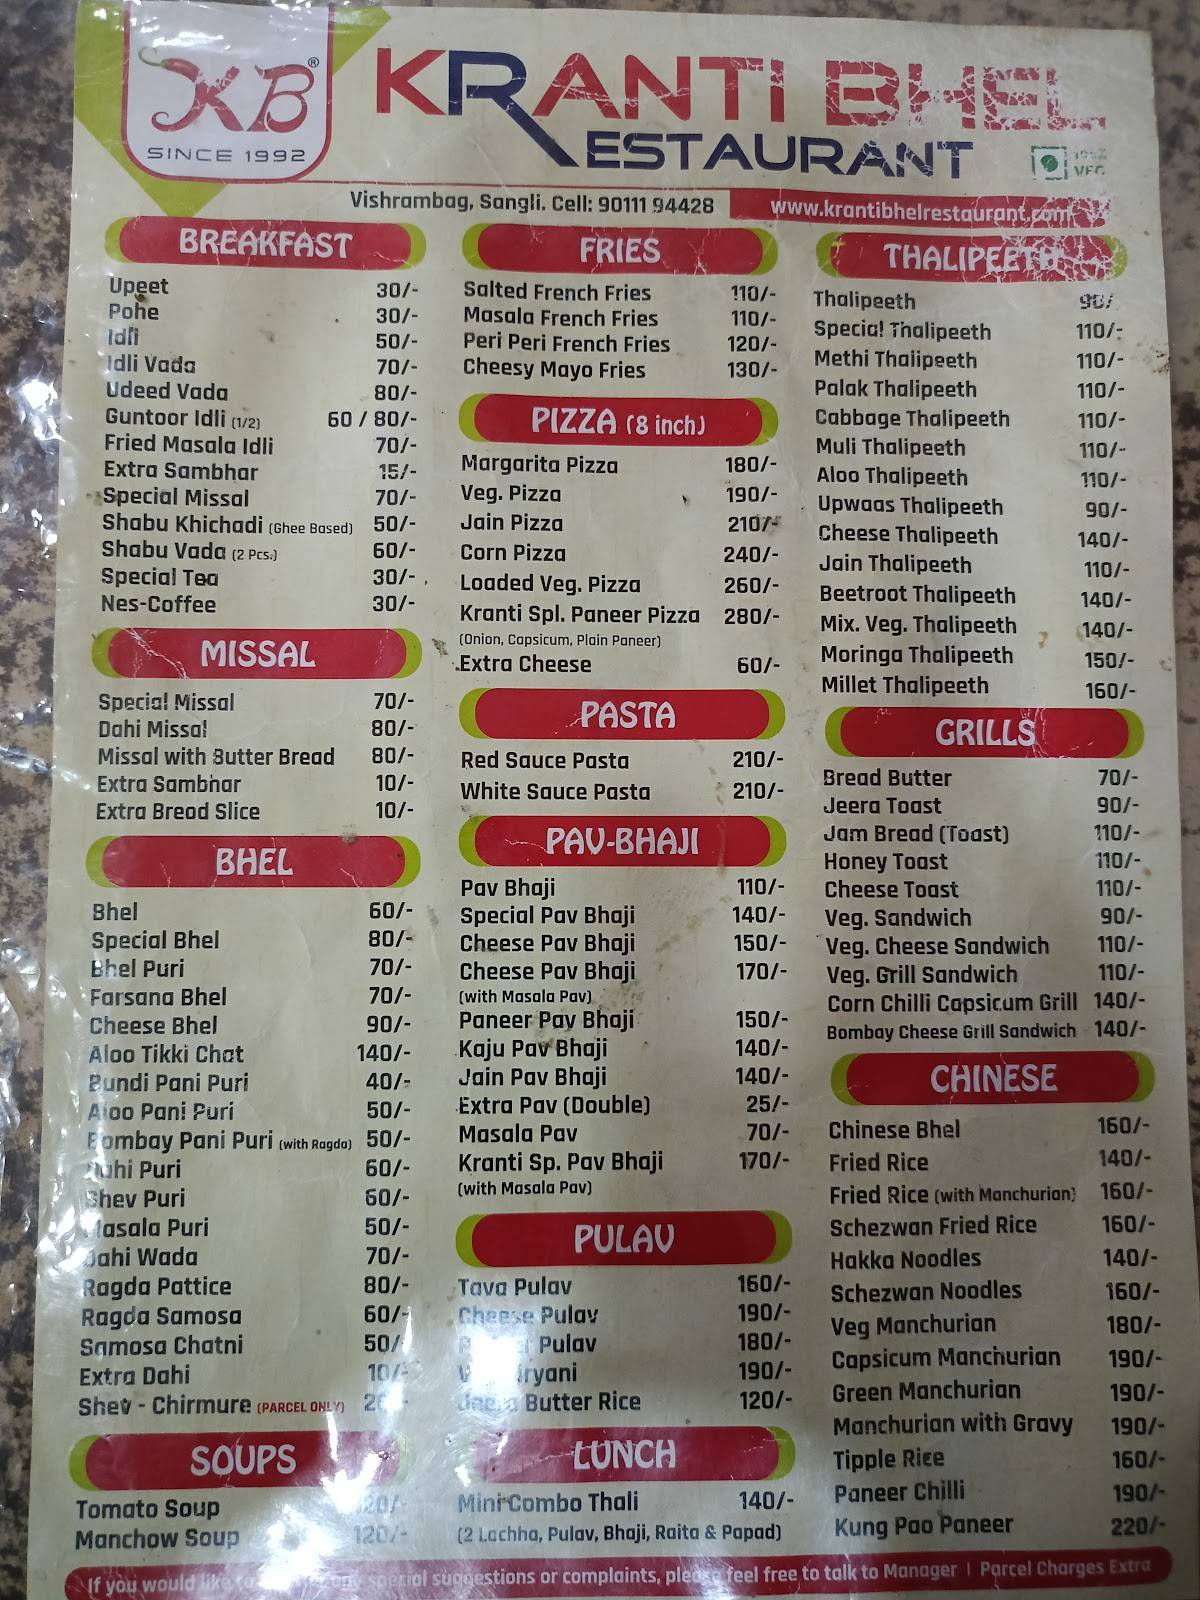 KB®
SINCE 1992
KRANTI BHEL
RESTAURANT
VEG
Vishrambag, Sangli. Cell: 90111 94428
www.krantibhelrestaurant.com
BREAKFAST
Upeet 30/-
Pohe 30/-
Idli 50/-
Idli Vada 70/-
Udeed Vada 80/-
Guntoor Idli (1/2) 60 / 80/-
Fried Masala Idli 70/-
Extra Sambhar 15/-
Special Missal 70/-
Shabu Khichadi (Ghee Based) 50/-
Shabu Vada (2 Pcs.) 60/-
Special Tea 30/-
Nes-Coffee 30/-
MISSAL
Special Missal 70/-
Dahi Missal 80/-
Missal with Butter Bread 80/-
Extra Sambhar 10/-
Extra Bread Slice 10/-
BHEL
Bhel 60/-
Special Bhel 80/-
Bhel Puri 70/-
Farsana Bhel 70/-
Cheese Bhel 90/-
Aloo Tikki Chat 140/-
Bundi Pani Puri 40/-
Aloo Pani Puri 50/-
Bombay Pani Puri (with Ragda) 50/-
Dahi Puri 60/-
Shev Puri 60/-
Masala Puri 50/-
Dahi Wada 70/-
Ragda Pattice 80/-
Ragda Samosa 60/-
Samosa Chatni 50/-
Extra Dahi 10/-
Shev - Chirmure (PARCEL ONLY)
SOUPS
Tomato Soup
Manchow Soup 120/-
FRIES
Salted French Fries 110/-
Masala French Fries 110/-
Peri Peri French Fries 120/-
Cheesy Mayo Fries 130/-
PIZZA (8 inch)
Margarita Pizza 180/-
Veg. Pizza 190/-
Jain Pizza 210/-
Corn Pizza 240/-
Loaded Veg. Pizza 260/-
Kranti Spl. Paneer Pizza 280/-
(Onion, Capsicum, Plain Paneer)
Extra Cheese 60/-
PASTA
Red Sauce Pasta 210/-
White Sauce Pasta 210/-
PAV-BHAJI
Pav Bhaji 110/-
Special Pav Bhaji 140/-
Cheese Pav Bhaji 150/-
Cheese Pav Bhaji 170/-
(with Masala Pav)
Paneer Pav Bhaji 150/-
Kaju Pav Bhaji 140/-
Jain Pav Bhaji 140/-
Extra Pav (Double) 25/-
Masala Pav 70/-
Kranti Sp. Pav Bhaji 170/-
(with Masala Pav)
PULAV
Tava Pulav 160/-
Cheese Pulav 190/-
Pulav 180/-
190/-
Jeera Butter Rice 120/-
LUNCH
Mini Combo Thali 140/-
(2 Lachha, Pulav, Bhaji, Raita & Papad)
THALIPEETH
Thalipeeth 90/
Special Thalipeeth 110/-
Methi Thalipeeth 110/-
Palak Thalipeeth 110/-
Cabbage Thalipeeth 110/-
Muli Thalipeeth 110/-
Aloo Thalipeeth 110/-
Upwaas Thalipeeth 90/-
Cheese Thalipeeth 140/-
Jain Thalipeeth 110/-
Beetroot Thalipeeth 140/-
Mix. Veg. Thalipeeth 140/-
Moringa Thalipeeth 150/-
Millet Thalipeeth 160/-
GRILLS
Bread Butter 70/-
Jeera Toast 90/-
Jam Bread (Toast) 110/-
Honey Toast 110/-
Cheese Toast 110/-
Veg. Sandwich 90/-
Veg. Cheese Sandwich 110/-
Veg. Grill Sandwich 110/-
Corn Chilli Capsicum Grill 140/-
Bombay Cheese Grill Sandwich 140/-
CHINESE
Chinese Bhel 160/-
Fried Rice 140/-
Fried Rice (with Manchurian) 160/-
Schezwan Fried Rice 160/-
Hakka Noodles 140/-
Schezwan Noodles 160/-
Veg Manchurian 180/-
Capsicum Manchurian 190/-
Green Manchurian 190/-
Manchurian with Gravy 190/-
Tipple Rice 160/-
Paneer Chilli 190/-
Kung Pao Paneer 220/-
If you would like to any special suggestions or complaints, please feel free to talk to Manager | Parcel Charges Extra